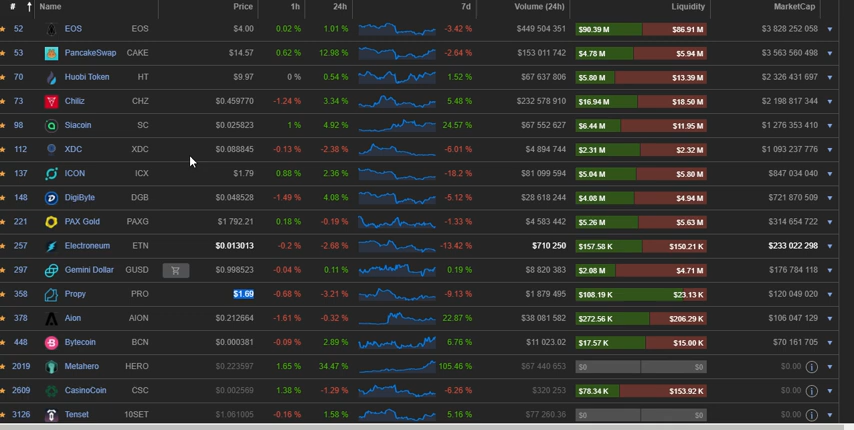 # Name Price 1h 24h 7d Volume (24h) Liquidity MarketCap
52 EOS EOS $4.00 0.02 % 1.01 % -3.42 % $449 504 351 $90.39 M $86.91 M $3 828 252 058
53 PancakeSwap CAKE $14.57 0.62 % 12.98 % -2.64 % $153 011 742 $4.78 M $5.94 M $3 563 560 498
70 Huobi Token HT $9.97 0 % 0.54 % 1.52 % $67 637 806 $5.80 M $13.39 M $2 326 431 697
73 Chiliz CHZ $0.459770 -1.24 % 3.34 % 5.48 % $232 578 910 $16.94 M $18.50 M $2 198 817 344
98 Siacoin SC $0.025823 1 % 4.92 % 24.57 % $67 552 627 $6.44 M $11.95 M $1 276 353 410
112 XDC XDC $0.088845 -0.13 % -2.38 % -6.01 % $4 894 744 $2.31 M $2.32 M $1 093 237 776
137 ICON ICX $1.79 0.88 % 2.36 % -18.2 % $81 099 594 $5.04 M $5.80 M $847 034 040
148 DigiByte DGB $0.048528 -1.49 % 4.08 % -5.12 % $28 618 244 $4.08 M $4.94 M $721 870 509
221 PAX Gold PAXG $1 792.21 0.18 % -0.19 % -1.33 % $4 583 442 $5.26 M $5.63 M $314 654 722
257 Electroneum ETN $0.013013 -0.2 % -2.68 % -13.42 % $710 250 $157.58 K $150.21 K $233 022 298
297 Gemini Dollar GUSD $0.998523 -0.04 % 0.11 % 0.19 % $8 820 383 $2.08 M $4.71 M $176 784 118
358 Propy PRO $1.69 -0.68 % -3.21 % -9.13 % $1 879 495 $108.19 K $23.13 K $120 049 020
378 Aion AION $0.212664 -1.61 % -0.32 % 22.87 % $38 081 582 $272.56 K $206.29 K $106 047 129
448 Bytecoin BCN $0.000381 -0.09 % 2.89 % 6.76 % $11 023.02 $17.57 K $15.00 K $70 161 705
2019 Metahero HERO $0.223597 1.65 % 34.47 % 105.46 % $67 440 653 $0 $0 $0.00
2609 CasinoCoin CSC $0.002569 1.38 % -1.29 % -6.26 % $320 253 $78.34 K $153.92 K $0.00
3126 Tenset 10SET $1.061005 -0.16 % 1.58 % 5.16 % $77 260.36 $0 $0 $0.00